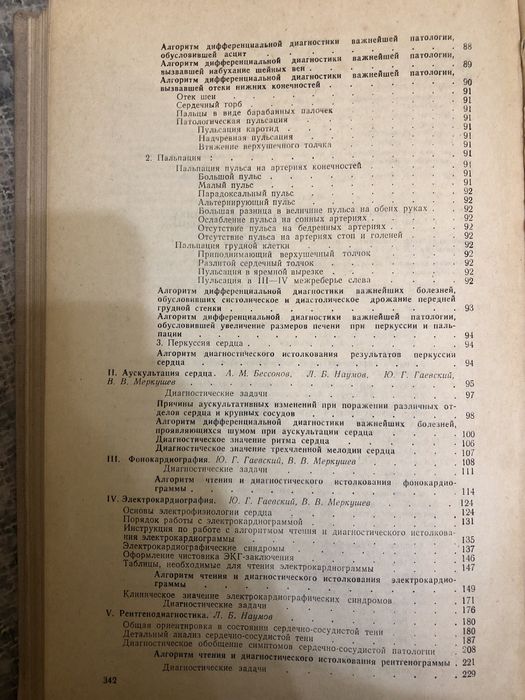 Алгоритм дифференциальной диагностики важнейшей патологии,
обусловившей асцит . . . . . . . . 88
Алгоритм дифференциальной диагностики важнейшей патологии,
вызвавшей набухание шейных вен . . . . . . 89
Алгоритм дифференциальной диагностики важнейшей патологии,
вызвавшей отеки нижних конечностей . . . . . . 90
Отек шеи . . . . . . . . 91
Сердечный горб . . . . . . . . 91
Пальцы в виде барабанных палочек . . . . . 91
Патологическая пульсация . . . . . . 91
Пульсация каротид . . . . . . 91
Надчревная пульсация . . . . . . 91
Втяжение верхушечного толчка . . . . . 91
2. Пальпация : . . . . . . . . 91
Пальпация пульса на артериях конечностей . . . . 91
Большой пульс . . . . . . . 91
Малый пульс . . . . . . . 91
Парадоксальный пульс . . . . . . 92
Альтернирующий пульс . . . . . . 92
Большая разница в величине пульса на обеих руках . . 92
Ослабление пульса на сонных артериях . . . . 92
Отсутствие пульса на бедренных артериях . . . . 92
Отсутствие пульса на артериях стоп и голеней . . . 92
Пальпация грудной клетки . . . . . . 92
Приподнимающий верхушечный толчок . . . . 92
Разлитой сердечный толчок . . . . . 92
Пульсация в яремной вырезке . . . . . 92
Пульсация в III—IV межреберье слева . . . . 92
Алгоритм дифференциальной диагностики важнейших болезней,
обусловивших систолическое и диастолическое дрожание передней
грудной стенки . . . . . . . . 93
Алгоритм дифференциальной диагностики важнейшей патологии,
обусловившей увеличение размеров печени при перкуссии и паль-
пации . . . . . . . . . 94
3. Перкуссия сердца . . . . . . . 94
Алгоритм диагностического истолкования результатов перкуссии
сердца . . . . . . . . . 94
II. Аускультация сердца. А. М. Бессонов, Л. Б. Наумов, Ю. Г. Гаевский,
В. В. Меркушев . . . . . . . . 95
Диагностические задачи . . . . . . . 97
Причины аускультативных изменений при поражении различных от-
делов сердца и крупных сосудов . . . . . . 98
Алгоритм дифференциальной диагностики важнейших болезней,
проявляющихся шумом при аускультации сердца . . . . 100
Диагностическое значение ритма сердца . . . . 106
Диагностическое значение трехчленной мелодии сердца . . . 107
III. Фонокардиография. Ю. Г. Гаевский, В. В. Меркушев . . . . 108
Диагностические задачи . . . . . . . 111
Алгоритм чтения и диагностического истолкования фонокардио-
граммы . . . . . . . . . 114
IV. Электрокардиография. Ю. Г. Гаевский, В. В. Меркушев . . . 124
Основы электрофизиологии сердца . . . . . 124
Порядок работы с электрокардиограммой . . . . . 131
Инструкция по работе с алгоритмом чтения и диагностического истолкова-
ния электрокардиограммы . . . . . . . 135
Электрокардиографические синдромы . . . . . 137
Оформление чистовика ЭКГ-заключения . . . . . 146
Таблицы, необходимые для чтения электрокардиограммы . . . 147
Алгоритм чтения и диагностического истолкования электрокардио-
граммы . . . . . . . . . 149
Клиническое значение электрокардиографических синдромов . . . 171
Диагностические задачи . . . . . . . 176
V. Рентгенодиагностика. Л. Б. Наумов . . . . . . 180
Общая ориентировка в состоянии сердечно-сосудистой тени . . . 180
Детальный анализ сердечно-сосудистой тени . . . . . 187
Диагностическое обобщение симптомов сердечно-сосудистой патологии . . 208
Алгоритм чтения и диагностического истолкования рентгенограммы . 221
Диагностические задачи . . . . . . . 229
342